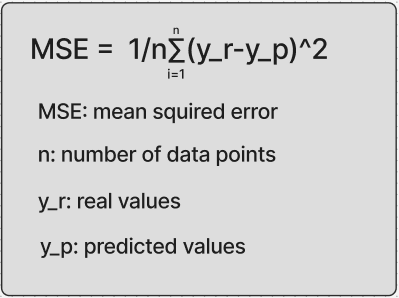 MSE = 1/n∑(y_r-y_p)^2
n
i=1
MSE: mean squired error
n: number of data points
y_r: real values
y_p: predicted values